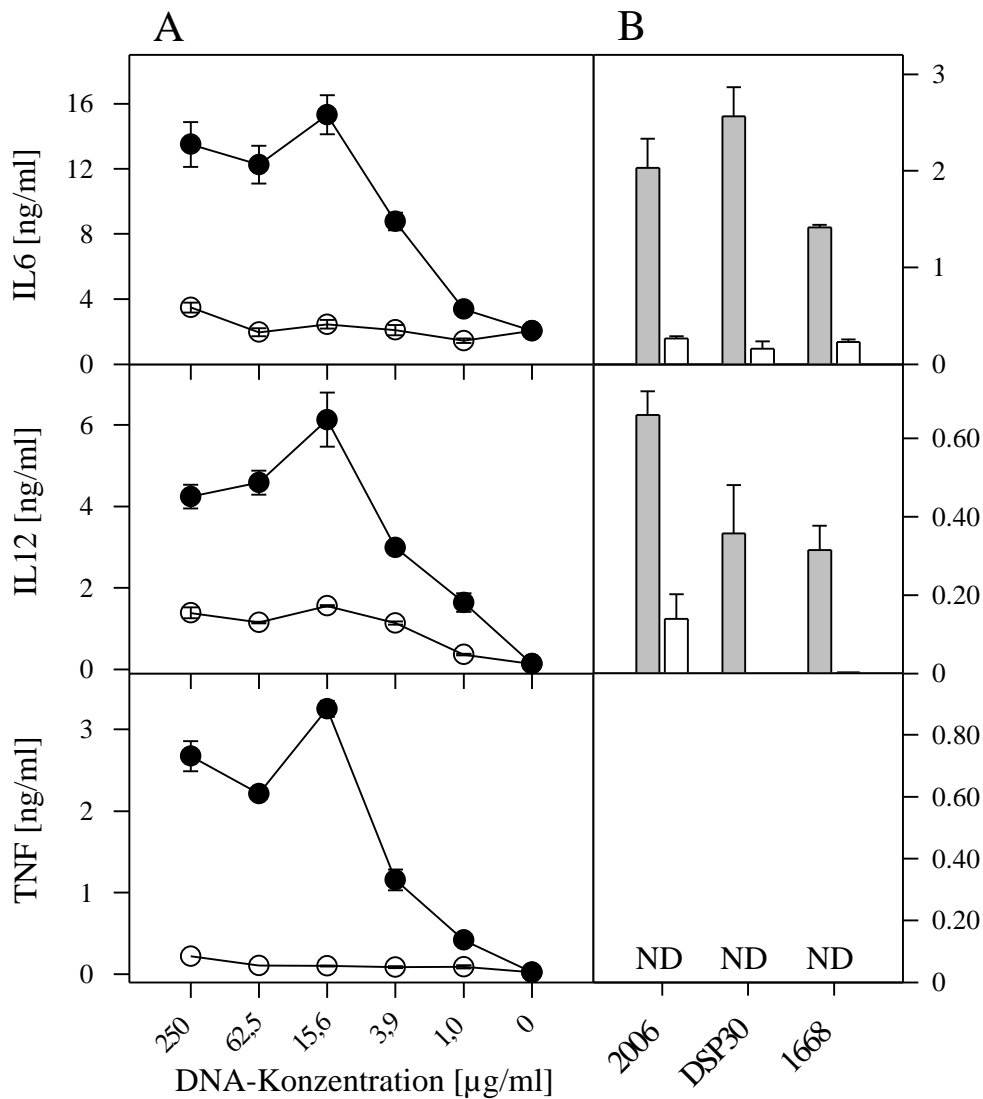 A
B
IL6 [ng/ml]
16
12
8
4
0
3
2
1
0
IL12 [ng/ml]
6
4
2
0
0.60
0.40
0.20
0
TNF [ng/ml]
3
2
1
0
0.80
0.60
0.40
0.20
0
ND ND ND
250 62,5 15,6 3,9 1,0 0
2006 DSP30 1668
DNA-Konzentration [µg/ml]